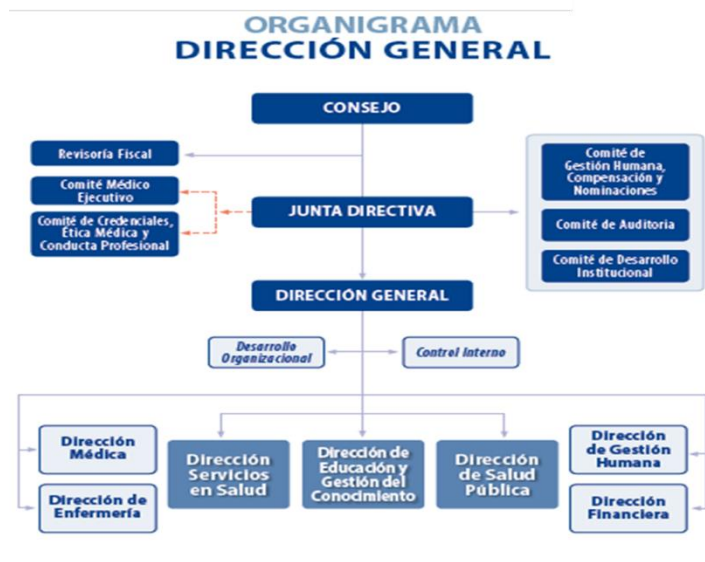 ORGANIGRAMA
DIRECCIÓN GENERAL
CONSEJO
Revisoría Fiscal
Comité Médico
Ejecutivo
Comité de Credenciales,
Ética Médica y
Conducta Profesional
JUNTA DIRECTIVA
Comité de
Gestión Humana,
Compensación y
Nominaciones
Comité de Auditoria
Comité de Desarrollo
Institucional
DIRECCIÓN GENERAL
Desarrollo
Organizacional
Control Interno
Dirección
Médica
Dirección de
Enfermería
Dirección
Servicios
en Salud
Dirección de
Educación y
Gestión del
Conocimiento
Dirección
de Salud
Pública
Dirección
de Gestión
Humana
Dirección
Financiera